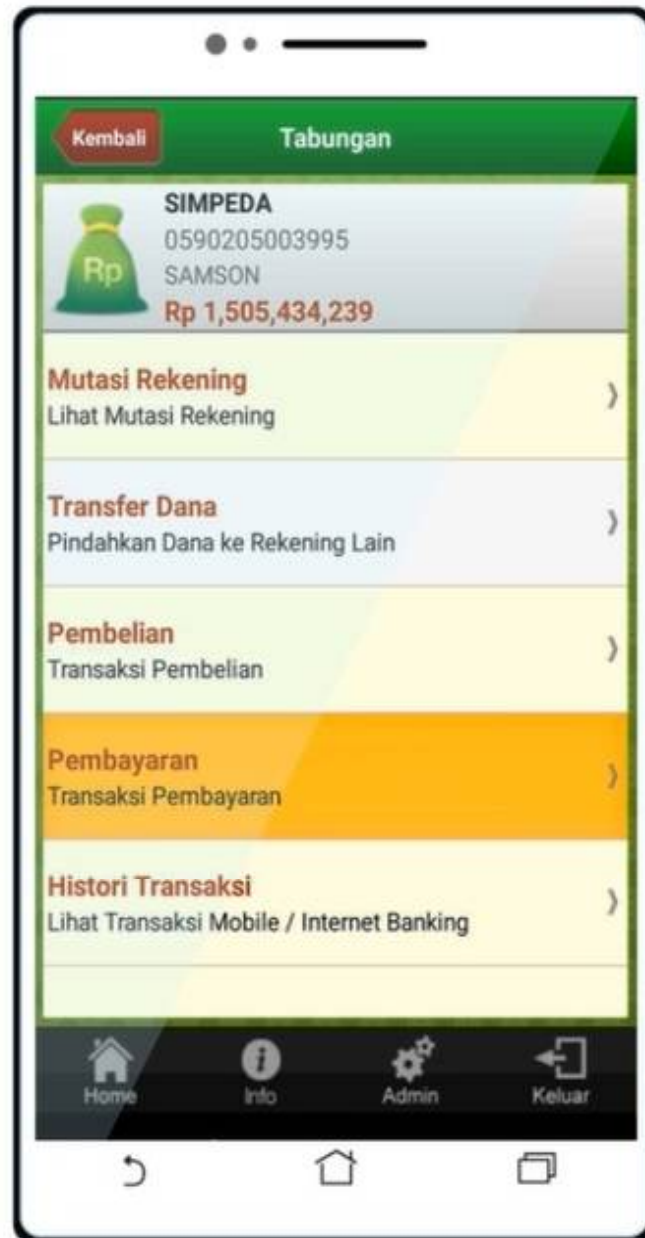 Kembali
Tabungan
SIMPEDA
Rp
0590205003995
SAMSON
Rp 1,505,434,239
Mutasi Rekening
Lihat Mutasi Rekening
Transfer Dana
Pindahkan Dana ke Rekening Lain
Pembelian
Transaksi Pembelian
Pembayaran
Transaksi Pembayaran
Histori Transaksi
Lihat Transaksi Mobile / Internet Banking
Home
Info
Admin
Keluar